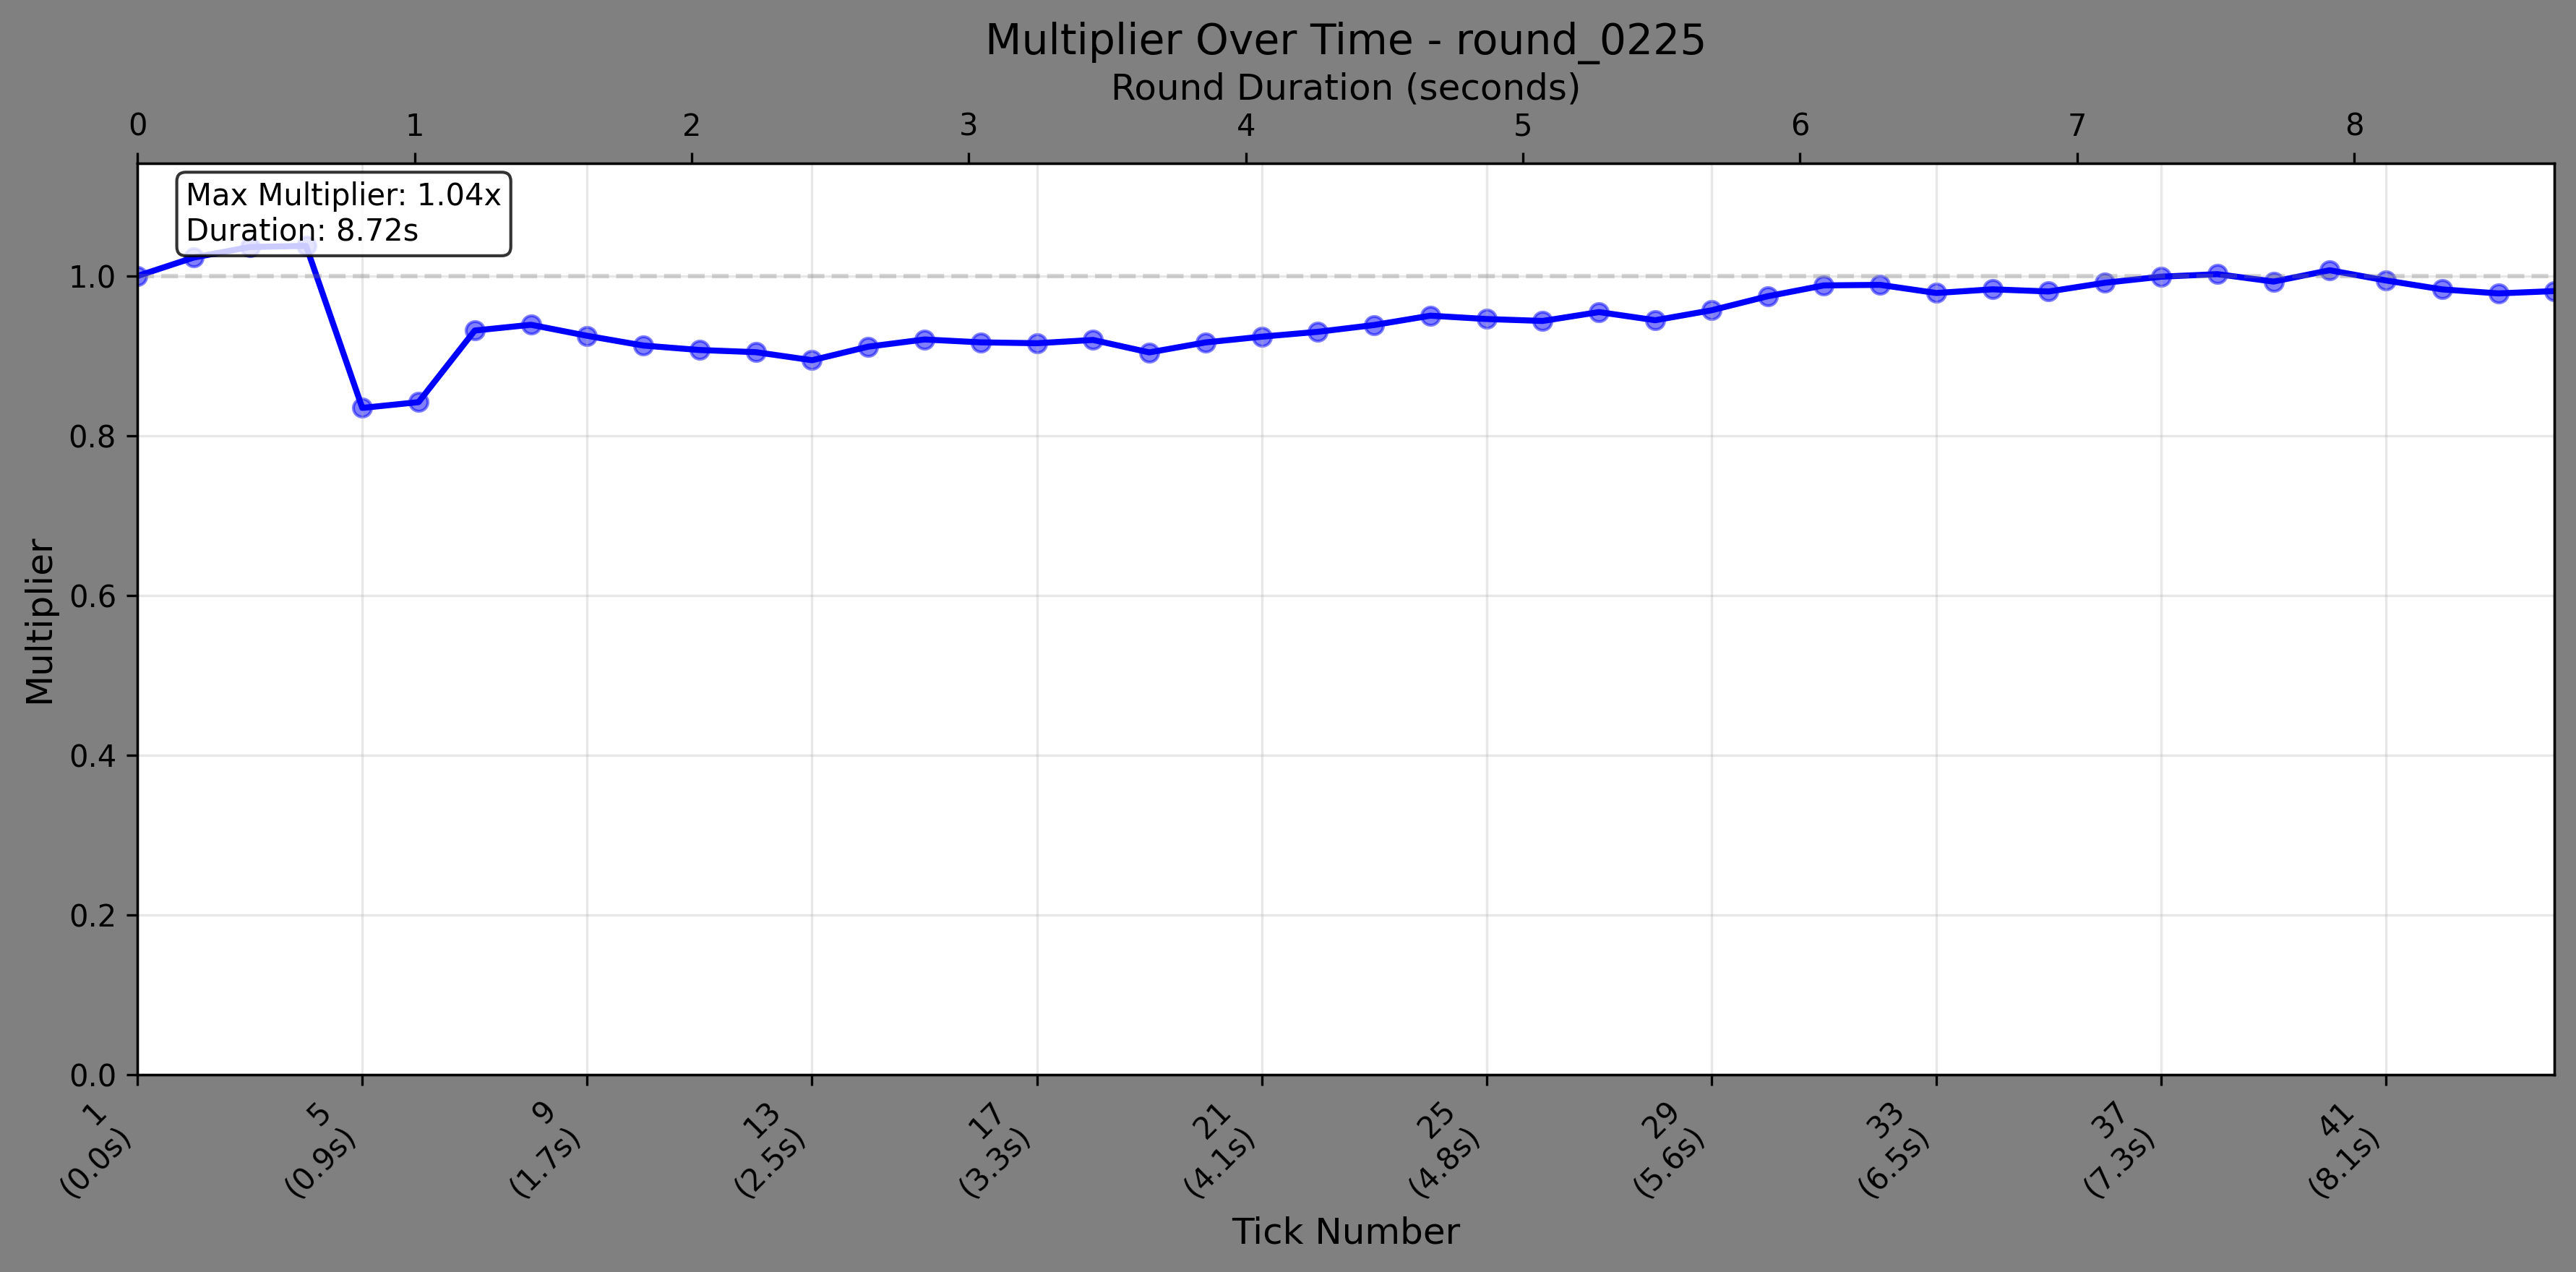 Multiplier Over Time - round_0225
Round Duration (seconds)
0 1 2 3 4 5 6 7 8
Max Multiplier: 1.04x
Duration: 8.72s
Multiplier
1.0
0.8
0.6
0.4
0.2
0.0
1 5 9 13 17 21 25 29 33 37 41
(0.0s) (0.9s) (1.7s) (2.5s) (3.3s) (4.1s) (4.8s) (5.6s) (6.5s) (7.3s) (8.1s)
Tick Number